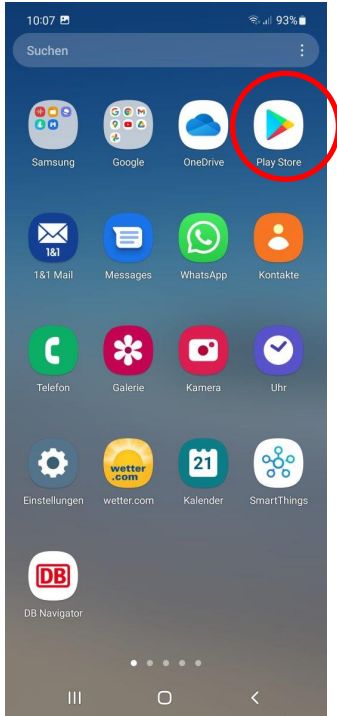 10:07 93%
Suchen
Samsung Google OneDrive Play Store
1&1
1&1 Mail Messages WhatsApp Kontakte
Telefon Galerie Kamera Uhr
wetter
.com
21
Einstellungen wetter.com Kalender SmartThings
DB
DB Navigator